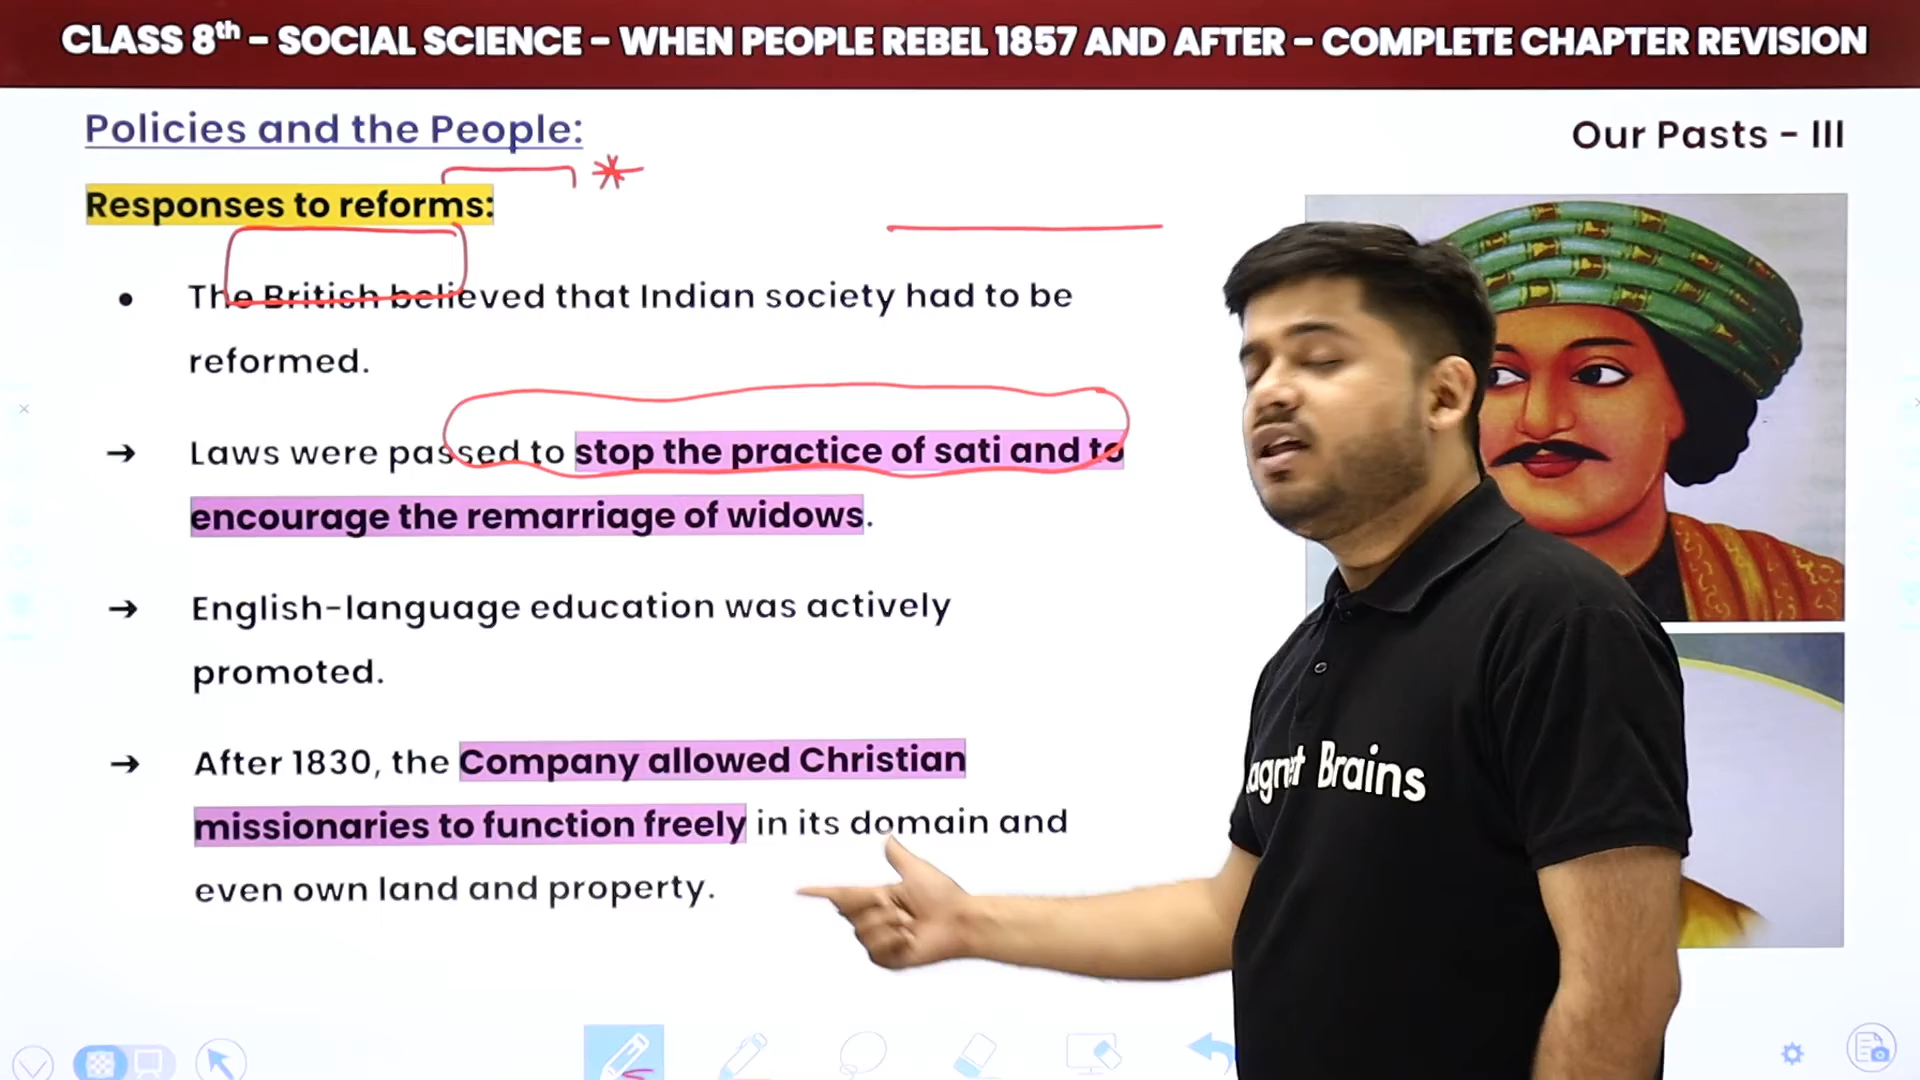 CLASS 8th – SOCIAL SCIENCE – WHEN PEOPLE REBEL 1857 AND AFTER – COMPLETE CHAPTER REVISION
Policies and the People:
Our Pasts – III
Responses to reforms:
• The British believed that Indian society had to be
reformed.
→ Laws were passed to stop the practice of sati and to
encourage the remarriage of widows.
→ English-language education was actively
promoted.
→ After 1830, the Company allowed Christian
missionaries to function freely in its domain and
even own land and property.
Brains